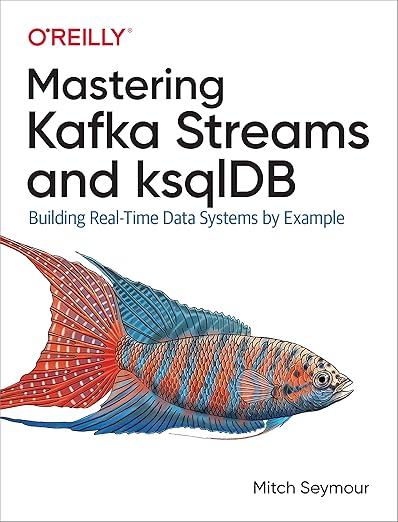 O'REILLY®
Mastering
Kafka Streams
and ksqlDB
Building Real-Time Data Systems by Example
Mitch Seymour